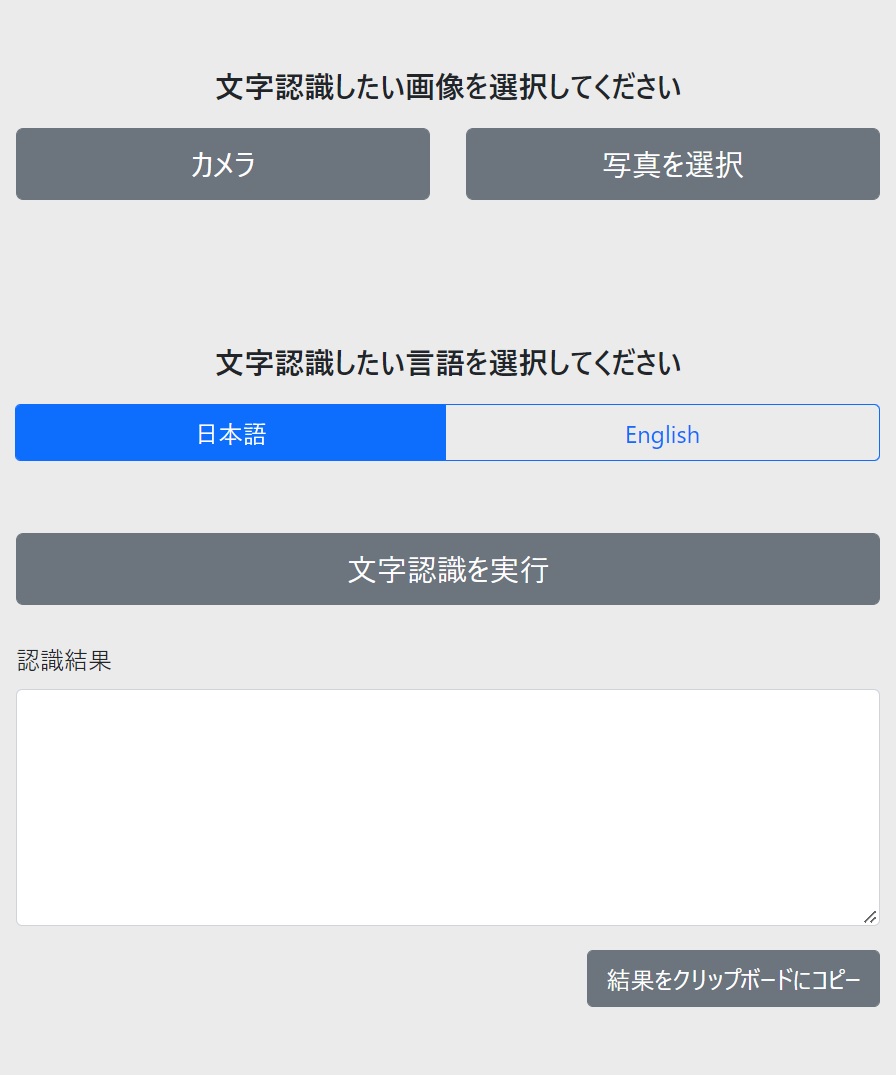 文字認識したい画像を選択してください
カメラ
写真を選択
文字認識したい言語を選択してください
日本語
English
文字認識を実行
認識結果
結果をクリップボードにコピー